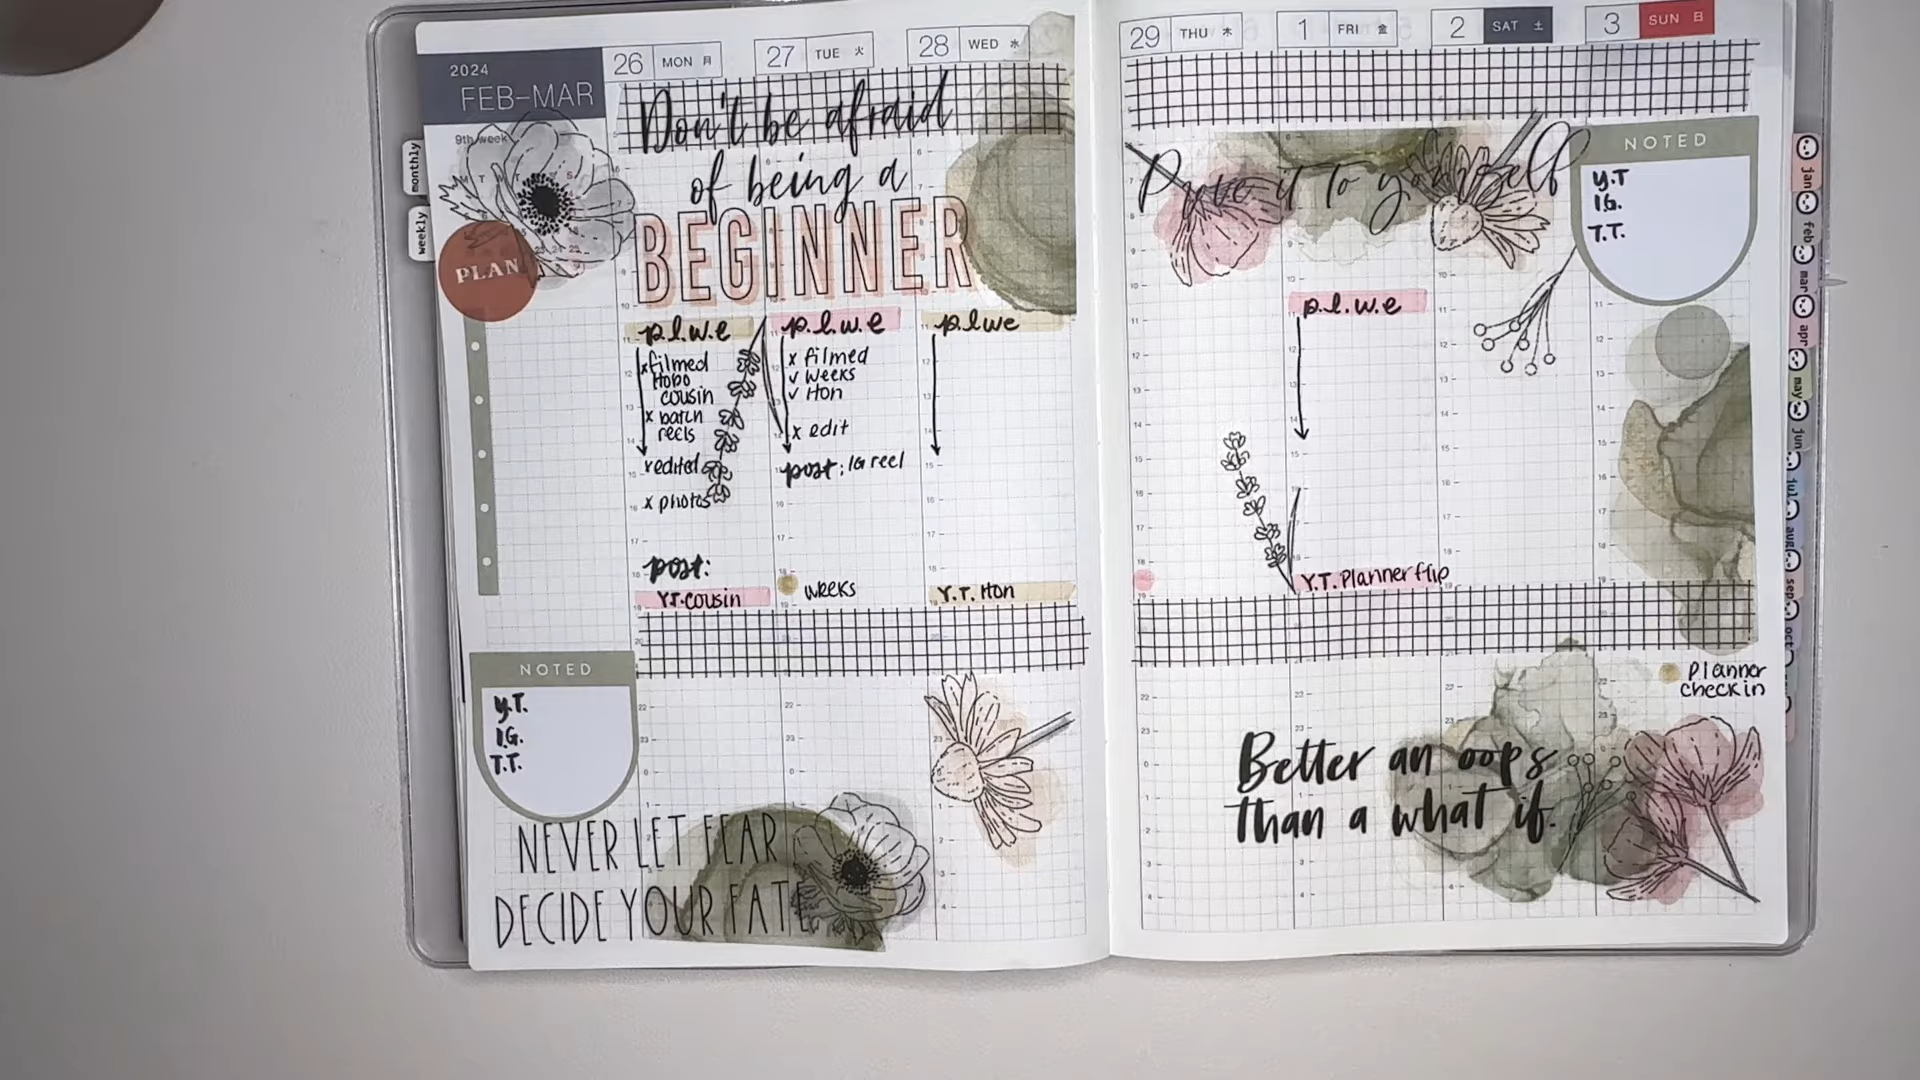 2024
FEB-MAR
9th week
26 MON 月
27 TUE 火
28 WED 水
Don't be afraid
of being a
BEGINNER
PLAN
p.l.w.e
x filmed
Hobo
cousin
x batch
reels
x edited
x photos
post:
Y.T. cousin
p.l.w.e
x filmed
✓ weeks
✓ Hon
x edit
post: IG reel
weeks
p.l.w.e
Y.T. Hon
NOTED
Y.T.
I.G.
T.T.
NEVER LET FEAR
DECIDE YOUR FATE
29 THU 木
1 FRI 金
2 SAT 土
3 SUN 日
Prove it to yourself
NOTED
Y.T
I.G.
T.T.
p.l.w.e
Y.T. Planner flip
Planner
check in
Better an oops
than a what if.
monthly
weekly
jan
feb
mar
apr
may
jun
jul
aug
sep
oct